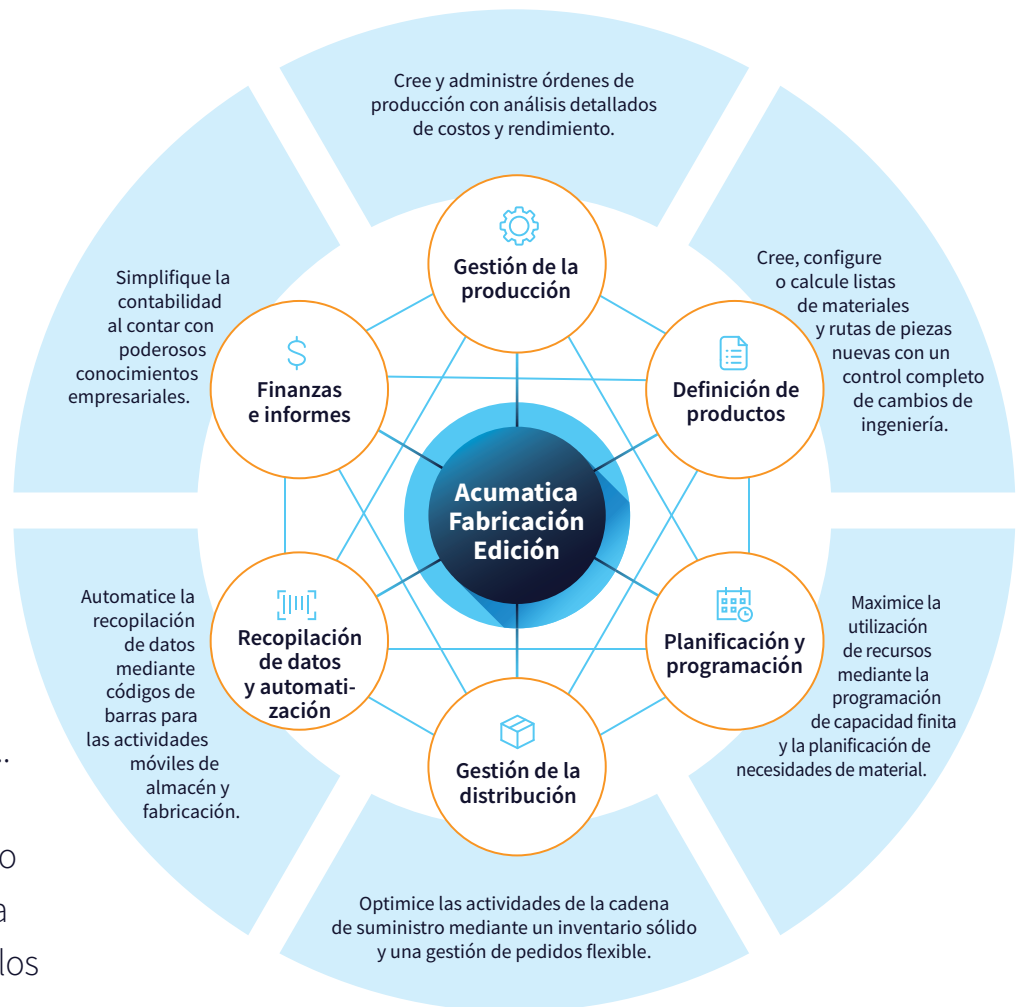 Cree y administre órdenes de
producción con análisis detallados
de costos y rendimiento.
Gestión de la
producción
Cree, configure
o calcule listas
de materiales
y rutas de piezas
nuevas con un
control completo
de cambios de
ingeniería.
Definición de
productos
Simplifique la
contabilidad
al contar con
poderosos
conocimientos
empresariales.
Finanzas
e informes
Acumatica
Fabricación
Edición
Automatice la
recopilación
de datos
mediante
códigos de
barras para
las actividades
móviles de
almacén y
fabricación.
Recopilación
de datos
y automati-
zación
Planificación y
programación
Maximice la
utilización
de recursos
mediante la
programación
de capacidad finita
y la planificación de
necesidades de material.
Gestión de la
distribución
Optimice las actividades de la cadena
de suministro mediante un inventario sólido
y una gestión de pedidos flexible.
..
o
a
los